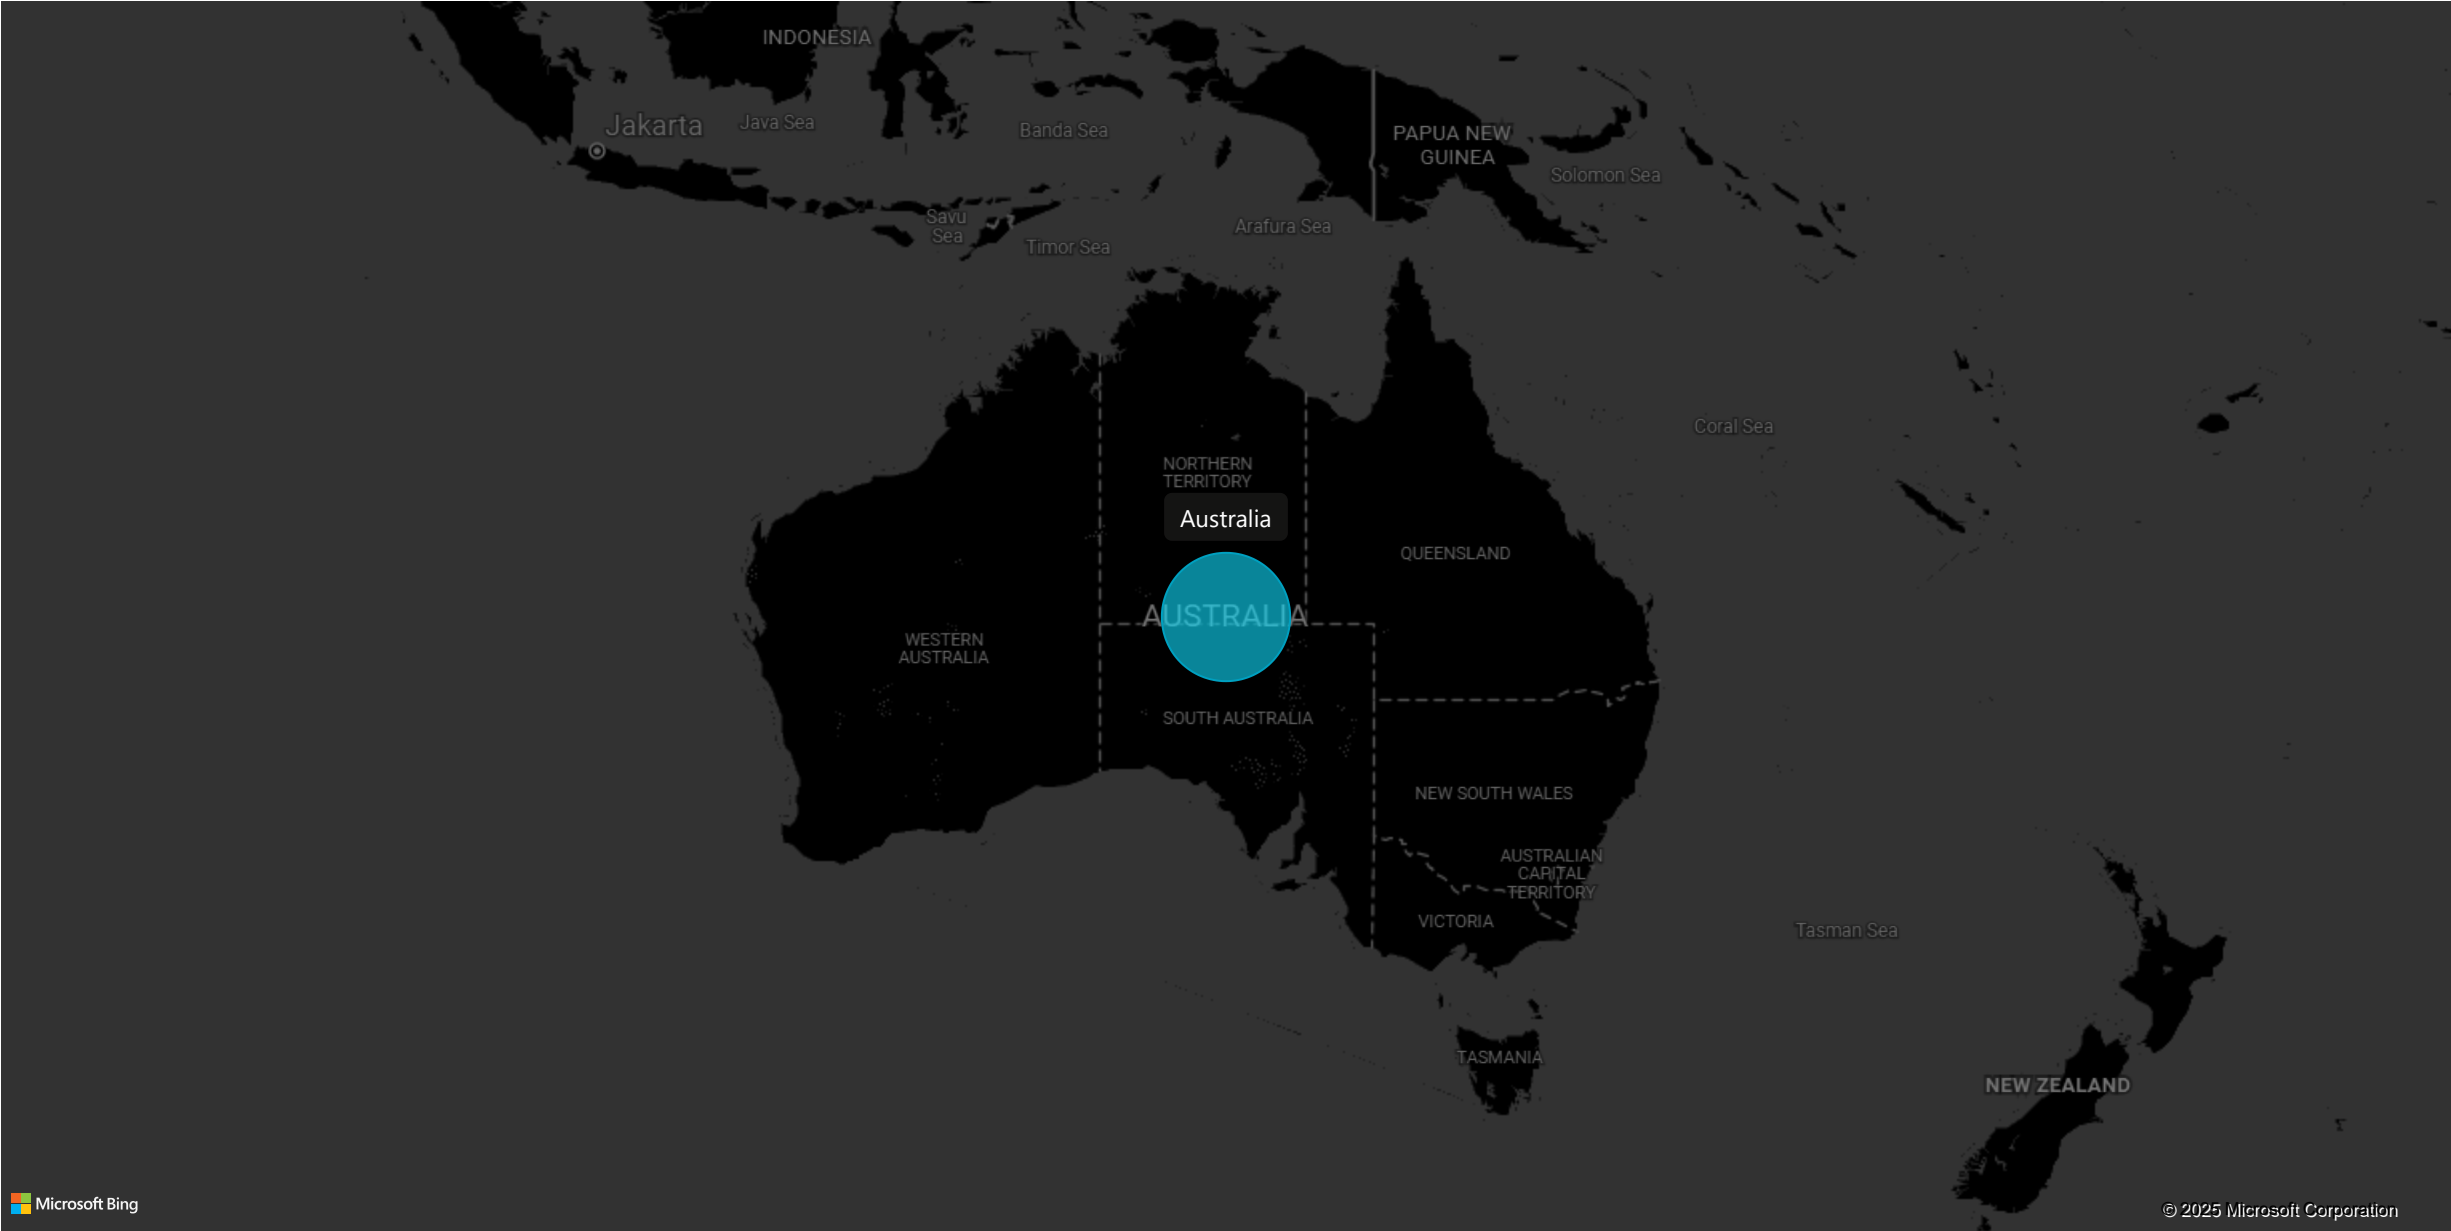 INDONESIA
Jakarta
Java Sea
Banda Sea
PAPUA NEW
GUINEA
Solomon Sea
Savu
Sea
Timor Sea
Arafura Sea
Coral Sea
NORTHERN
TERRITORY
Australia
QUEENSLAND
AUSTRALIA
WESTERN
AUSTRALIA
SOUTH AUSTRALIA
NEW SOUTH WALES
AUSTRALIAN
CAPITAL
TERRITORY
VICTORIA
Tasman Sea
TASMANIA
NEW ZEALAND
Microsoft Bing
© 2025 Microsoft Corporation